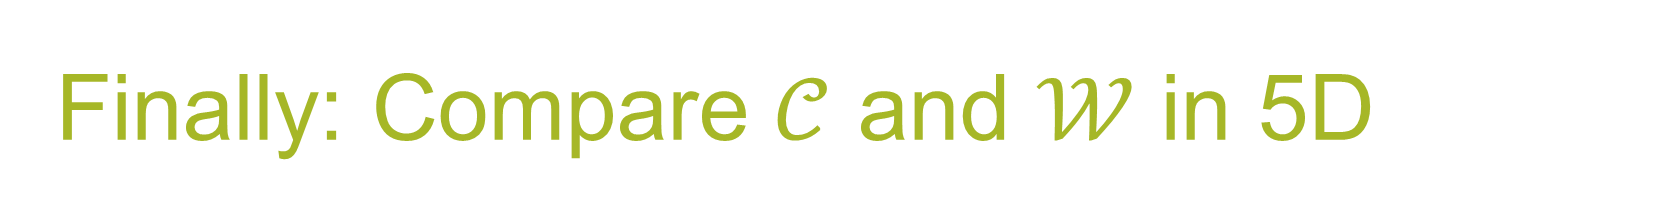 Finally: Compare 𝒞 and 𝒲 in 5D